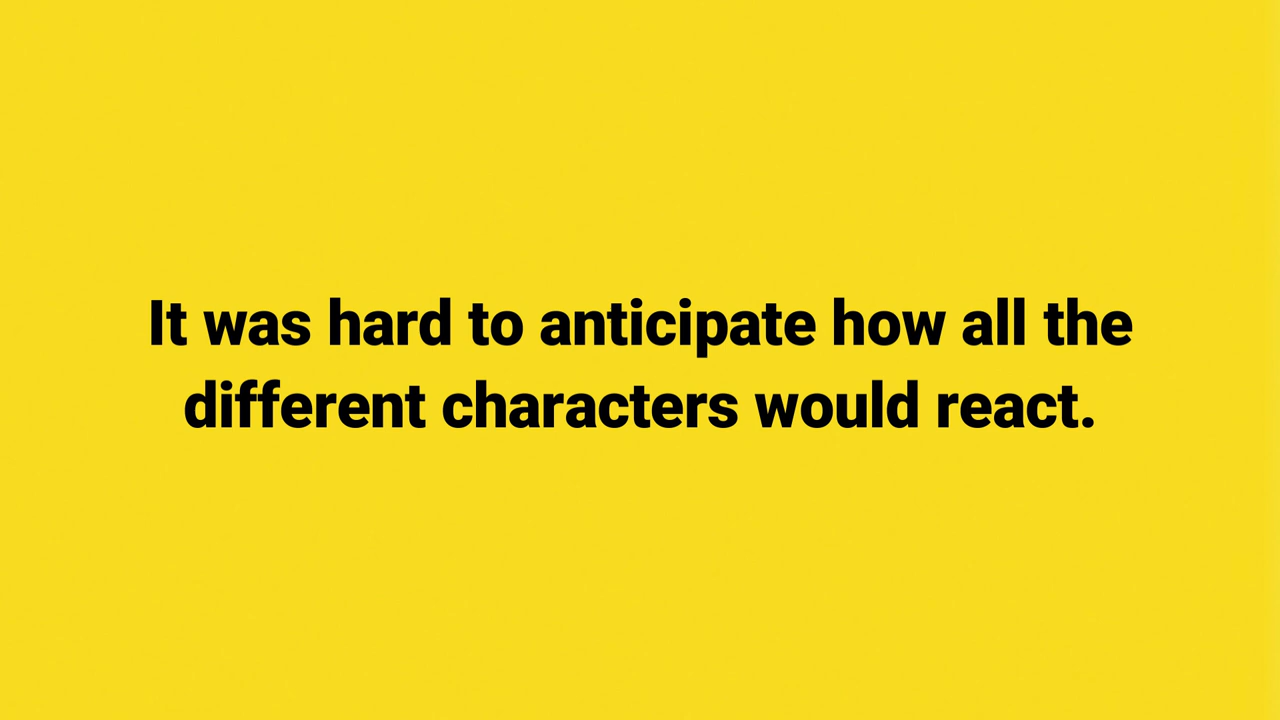 It was hard to anticipate how all the
different characters would react.